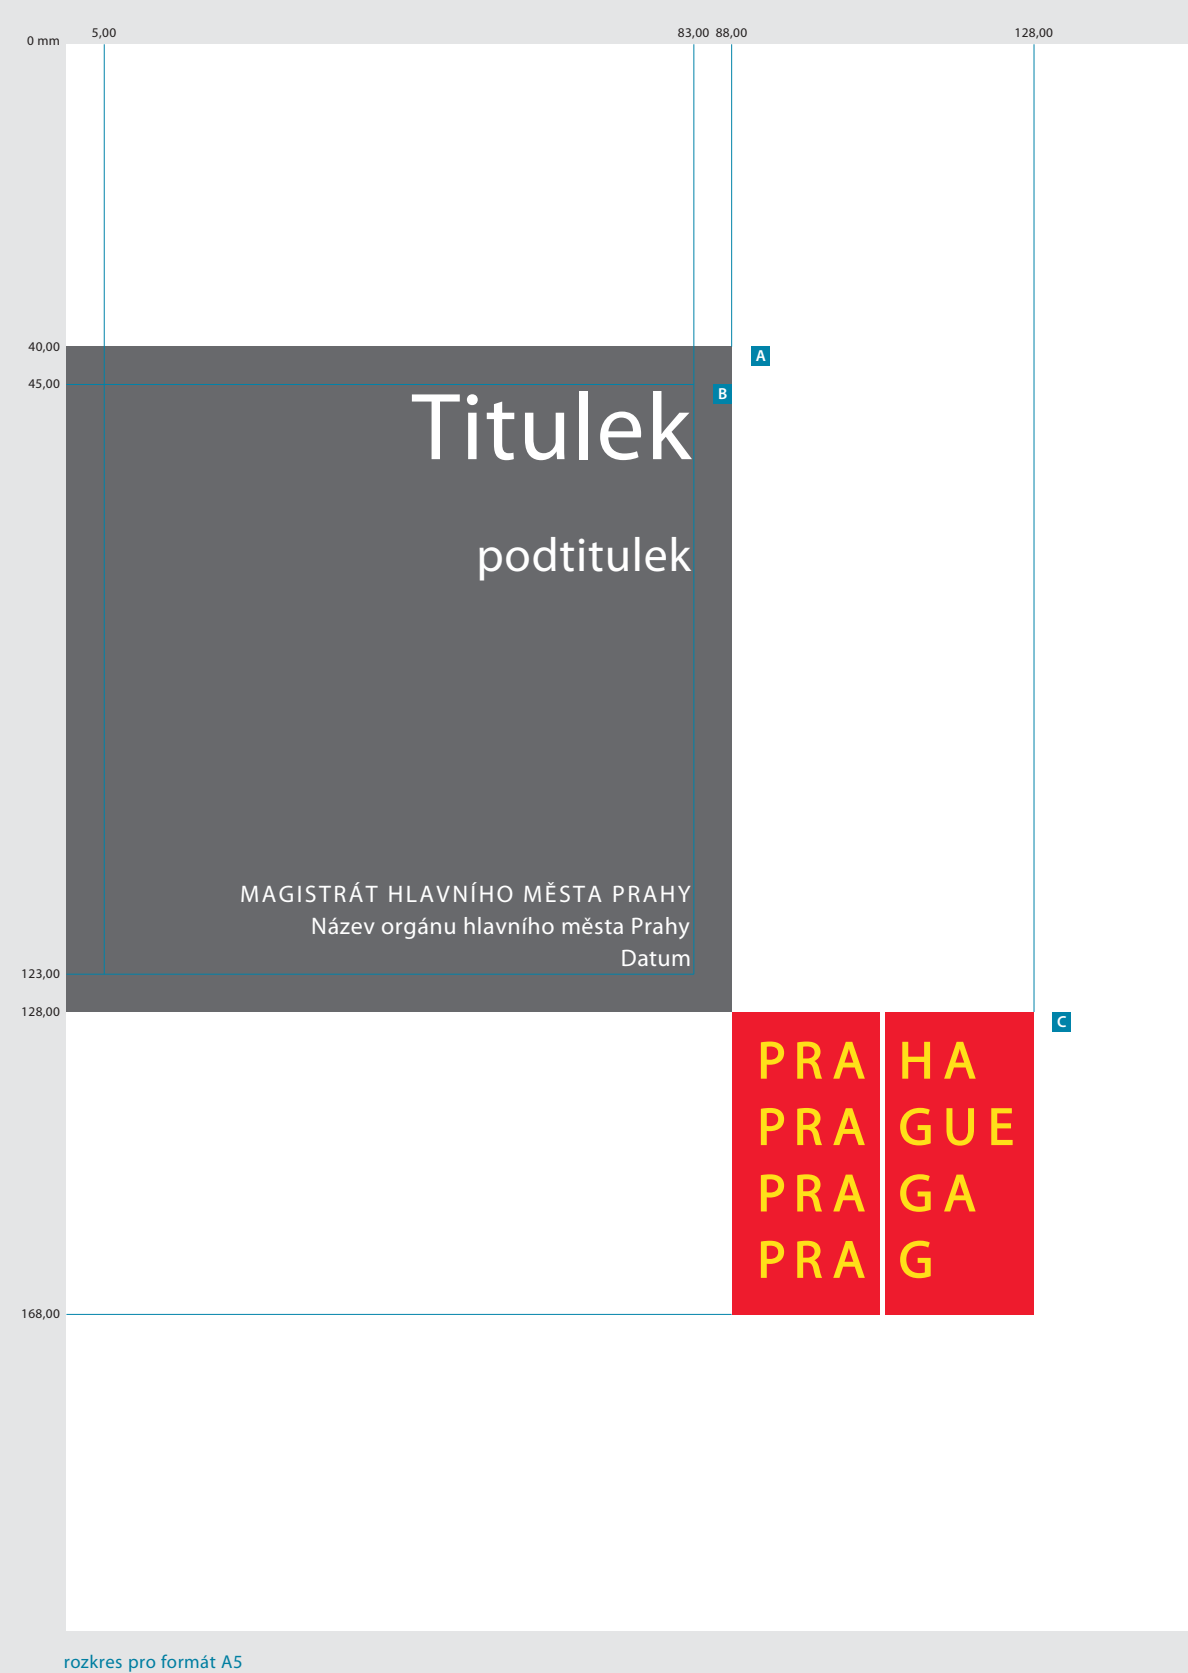 0 mm
5,00
83,00 88,00
128,00
40,00
A
45,00
B
Titulek
podtitulek
MAGISTRÁT HLAVNÍHO MĚSTA PRAHY
Název orgánu hlavního města Prahy
Datum
123,00
128,00
C
PRA HA
PRA GUE
PRA GA
PRA G
168,00
rozkres pro formát A5